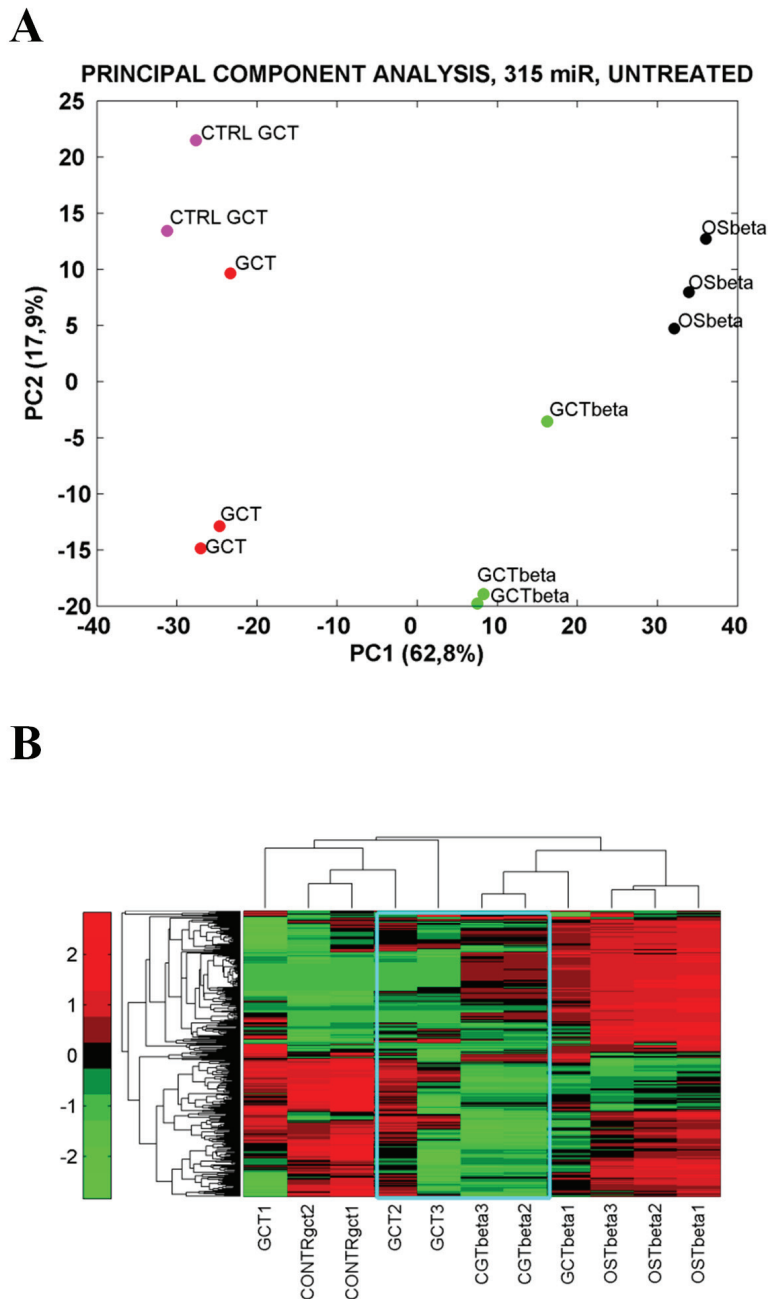 A
PRINCIPAL COMPONENT ANALYSIS, 315 miR, UNTREATED
25
20
15
10
5
0
-5
-10
-15
-20
PC2 (17,9%)
CTRL GCT
CTRL GCT
GCT
OSbeta
OSbeta
OSbeta
GCTbeta
GCT
GCT
GCTbeta
GCTbeta
-40
-30
-20
-10
0
10
20
30
40
PC1 (62,8%)
B
2
1
0
-1
-2
GCT1
CONTRgct2
CONTRgct1
GCT2
GCT3
CGTbeta3
CGTbeta2
GCTbeta1
OSTbeta3
OSTbeta2
OSTbeta1